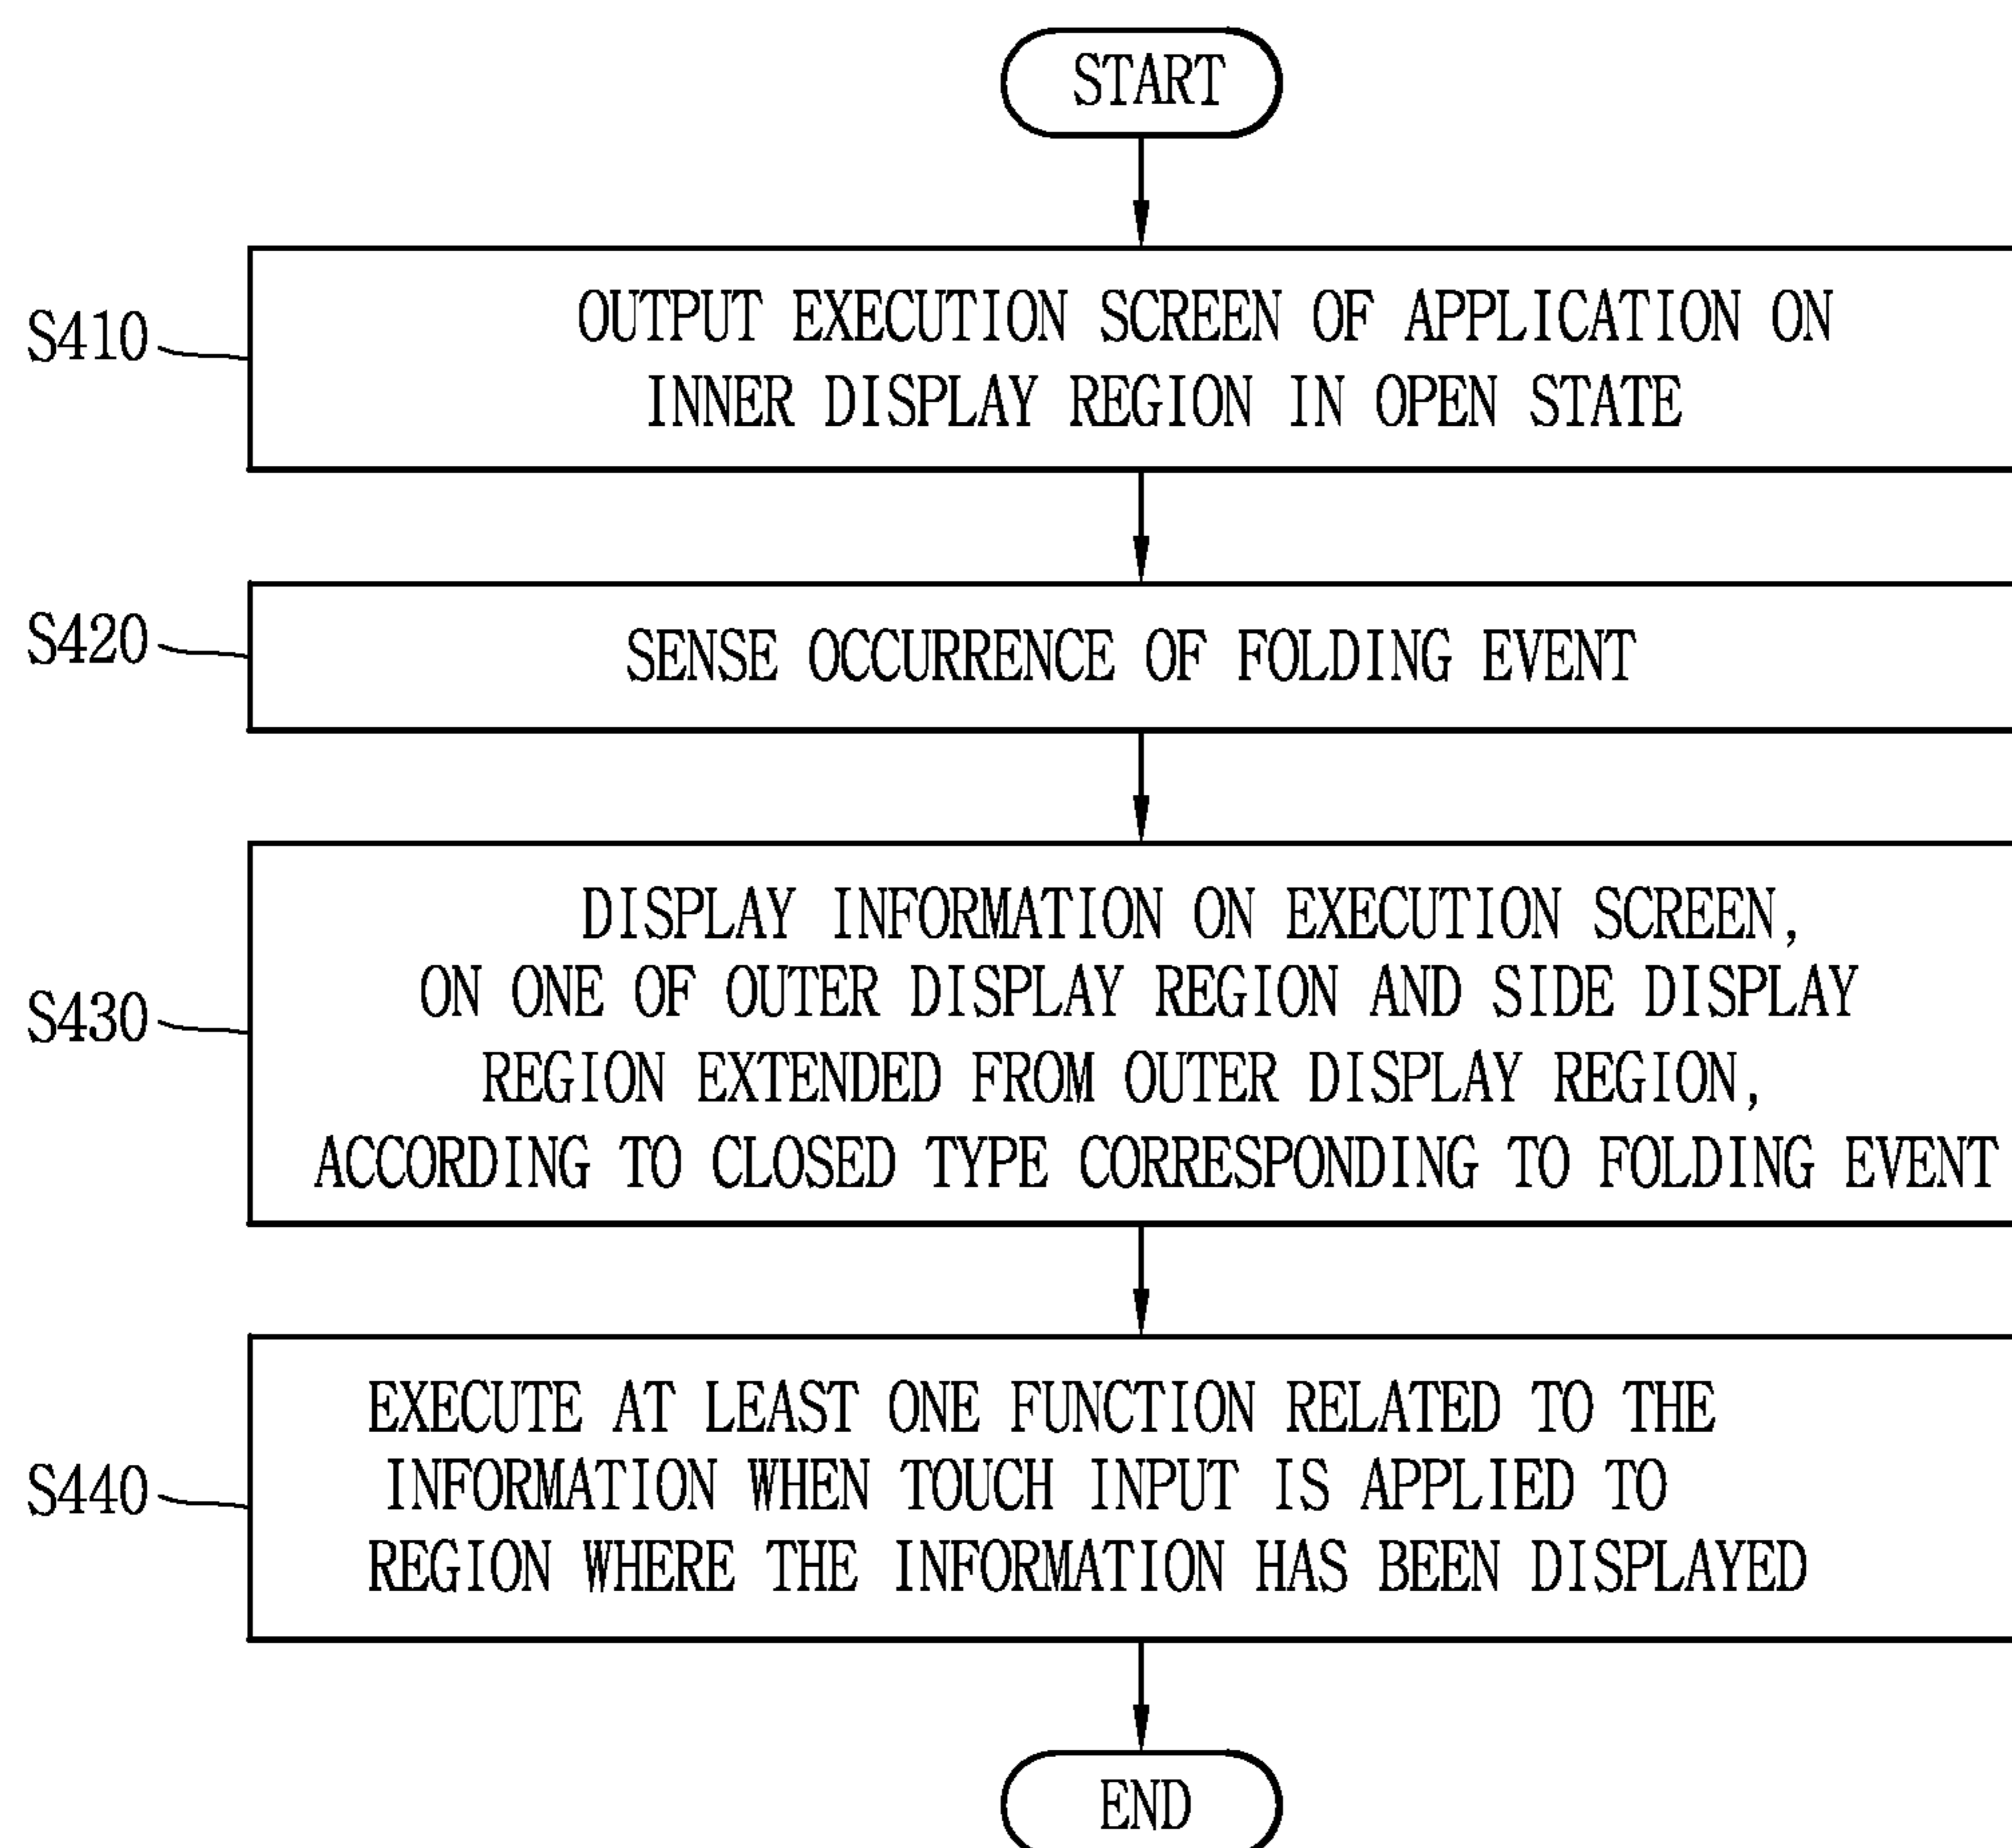 START
S410
OUTPUT EXECUTION SCREEN OF APPLICATION ON
INNER DISPLAY REGION IN OPEN STATE
S420
SENSE OCCURRENCE OF FOLDING EVENT
S430
DISPLAY INFORMATION ON EXECUTION SCREEN,
ON ONE OF OUTER DISPLAY REGION AND SIDE DISPLAY
REGION EXTENDED FROM OUTER DISPLAY REGION,
ACCORDING TO CLOSED TYPE CORRESPONDING TO FOLDING EVENT
S440
EXECUTE AT LEAST ONE FUNCTION RELATED TO THE
INFORMATION WHEN TOUCH INPUT IS APPLIED TO
REGION WHERE THE INFORMATION HAS BEEN DISPLAYED
END